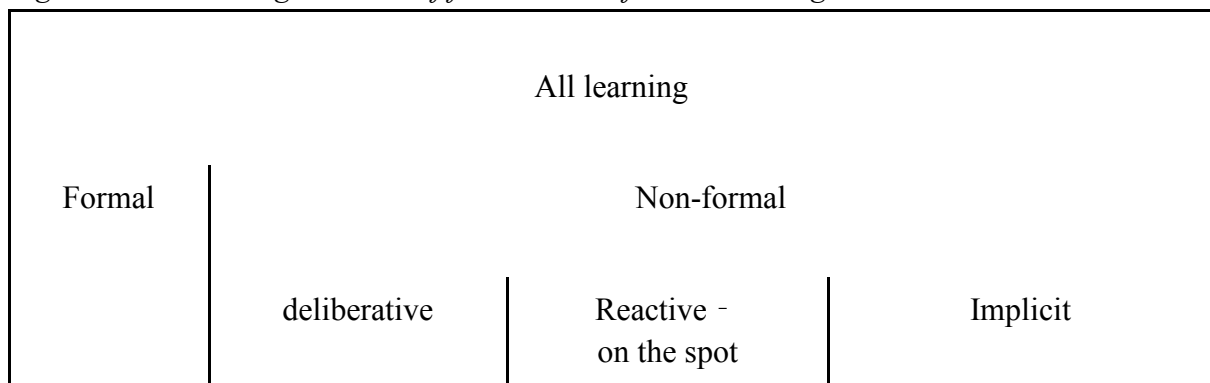 All learning
Formal Non-formal
deliberative Reactive - Implicit
on the spot